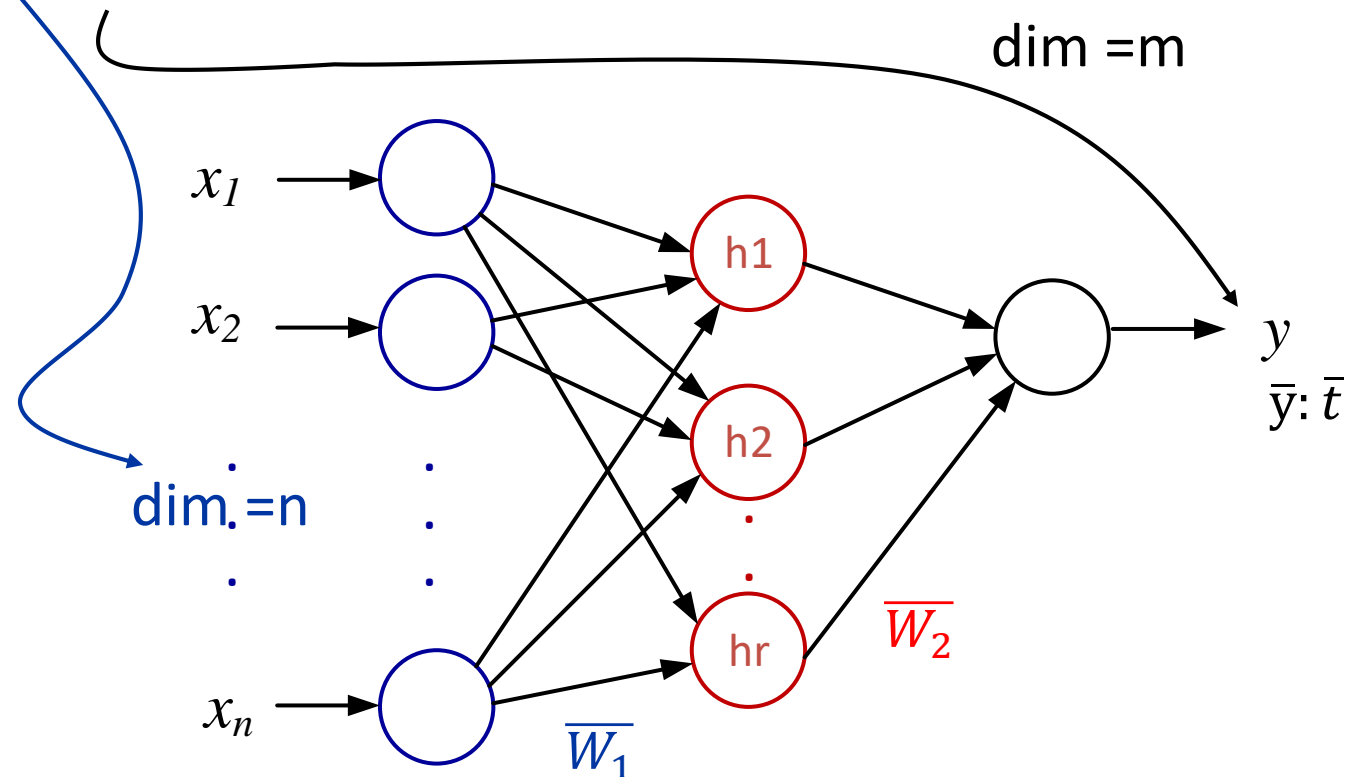 dim =m
x₁
h1
x₂
y
ȳ: t̄
h2
dim =n
hr
W̅₂
xₙ
W̅₁